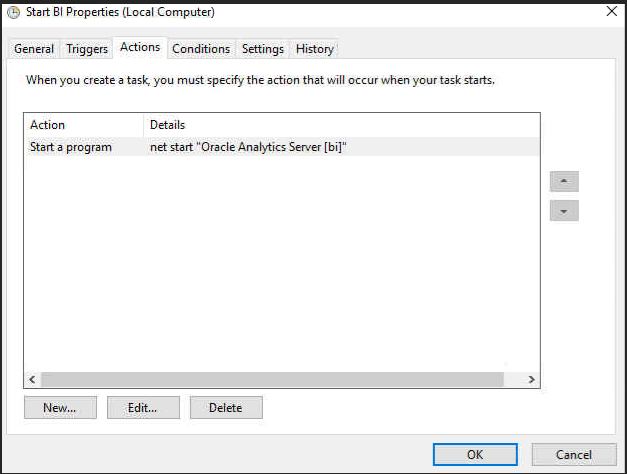 Start BI Properties (Local Computer)
General Triggers Actions Conditions Settings History
When you create a task, you must specify the action that will occur when your task starts.
Action Details
Start a program net start "Oracle Analytics Server [bi]"
New... Edit... Delete
OK Cancel